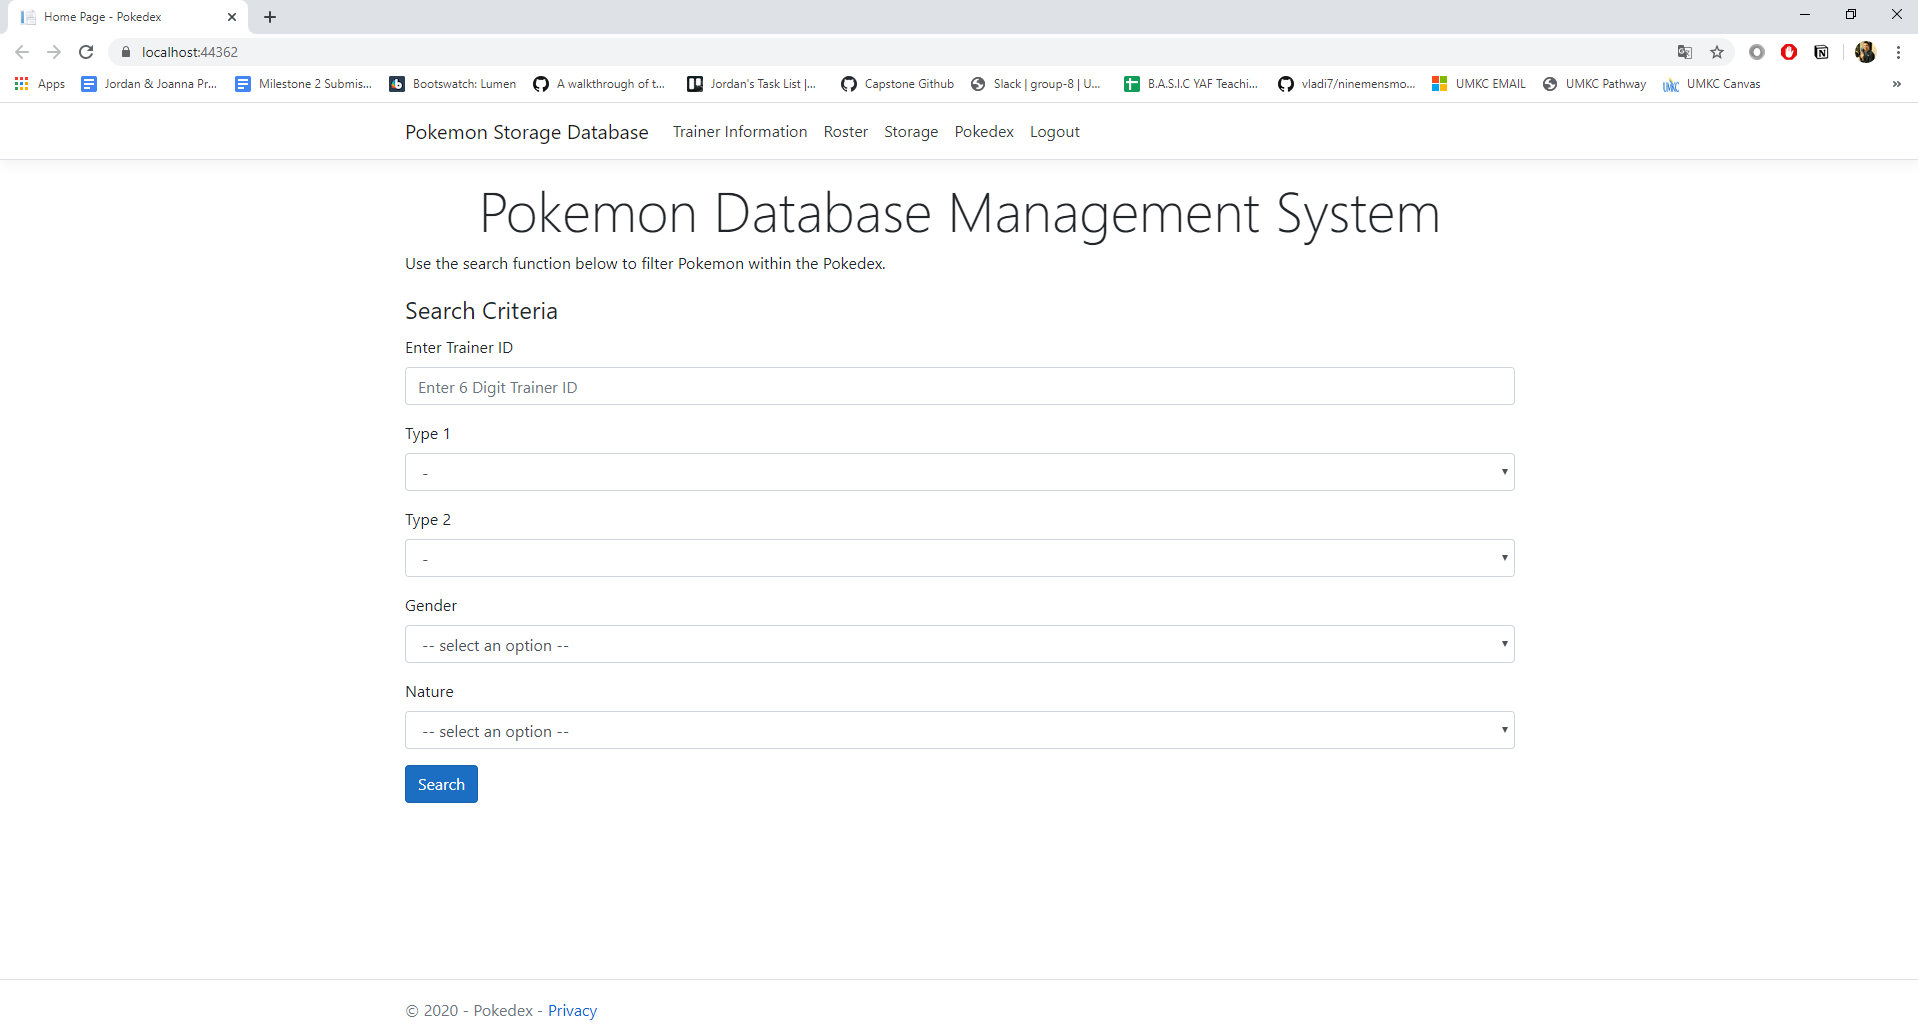 Home Page - Pokedex
localhost:44362
Apps Jordan & Joanna Pr... Milestone 2 Submis... Bootswatch: Lumen A walkthrough of t... Jordan's Task List |... Capstone Github Slack | group-8 | U... B.A.S.I.C YAF Teachi... vladi7/ninemensmo... UMKC EMAIL UMKC Pathway UMKC Canvas »
Pokemon Storage Database Trainer Information Roster Storage Pokedex Logout
Pokemon Database Management System
Use the search function below to filter Pokemon within the Pokedex.
Search Criteria
Enter Trainer ID
Enter 6 Digit Trainer ID
Type 1
-
Type 2
-
Gender
-- select an option --
Nature
-- select an option --
Search
© 2020 - Pokedex - Privacy